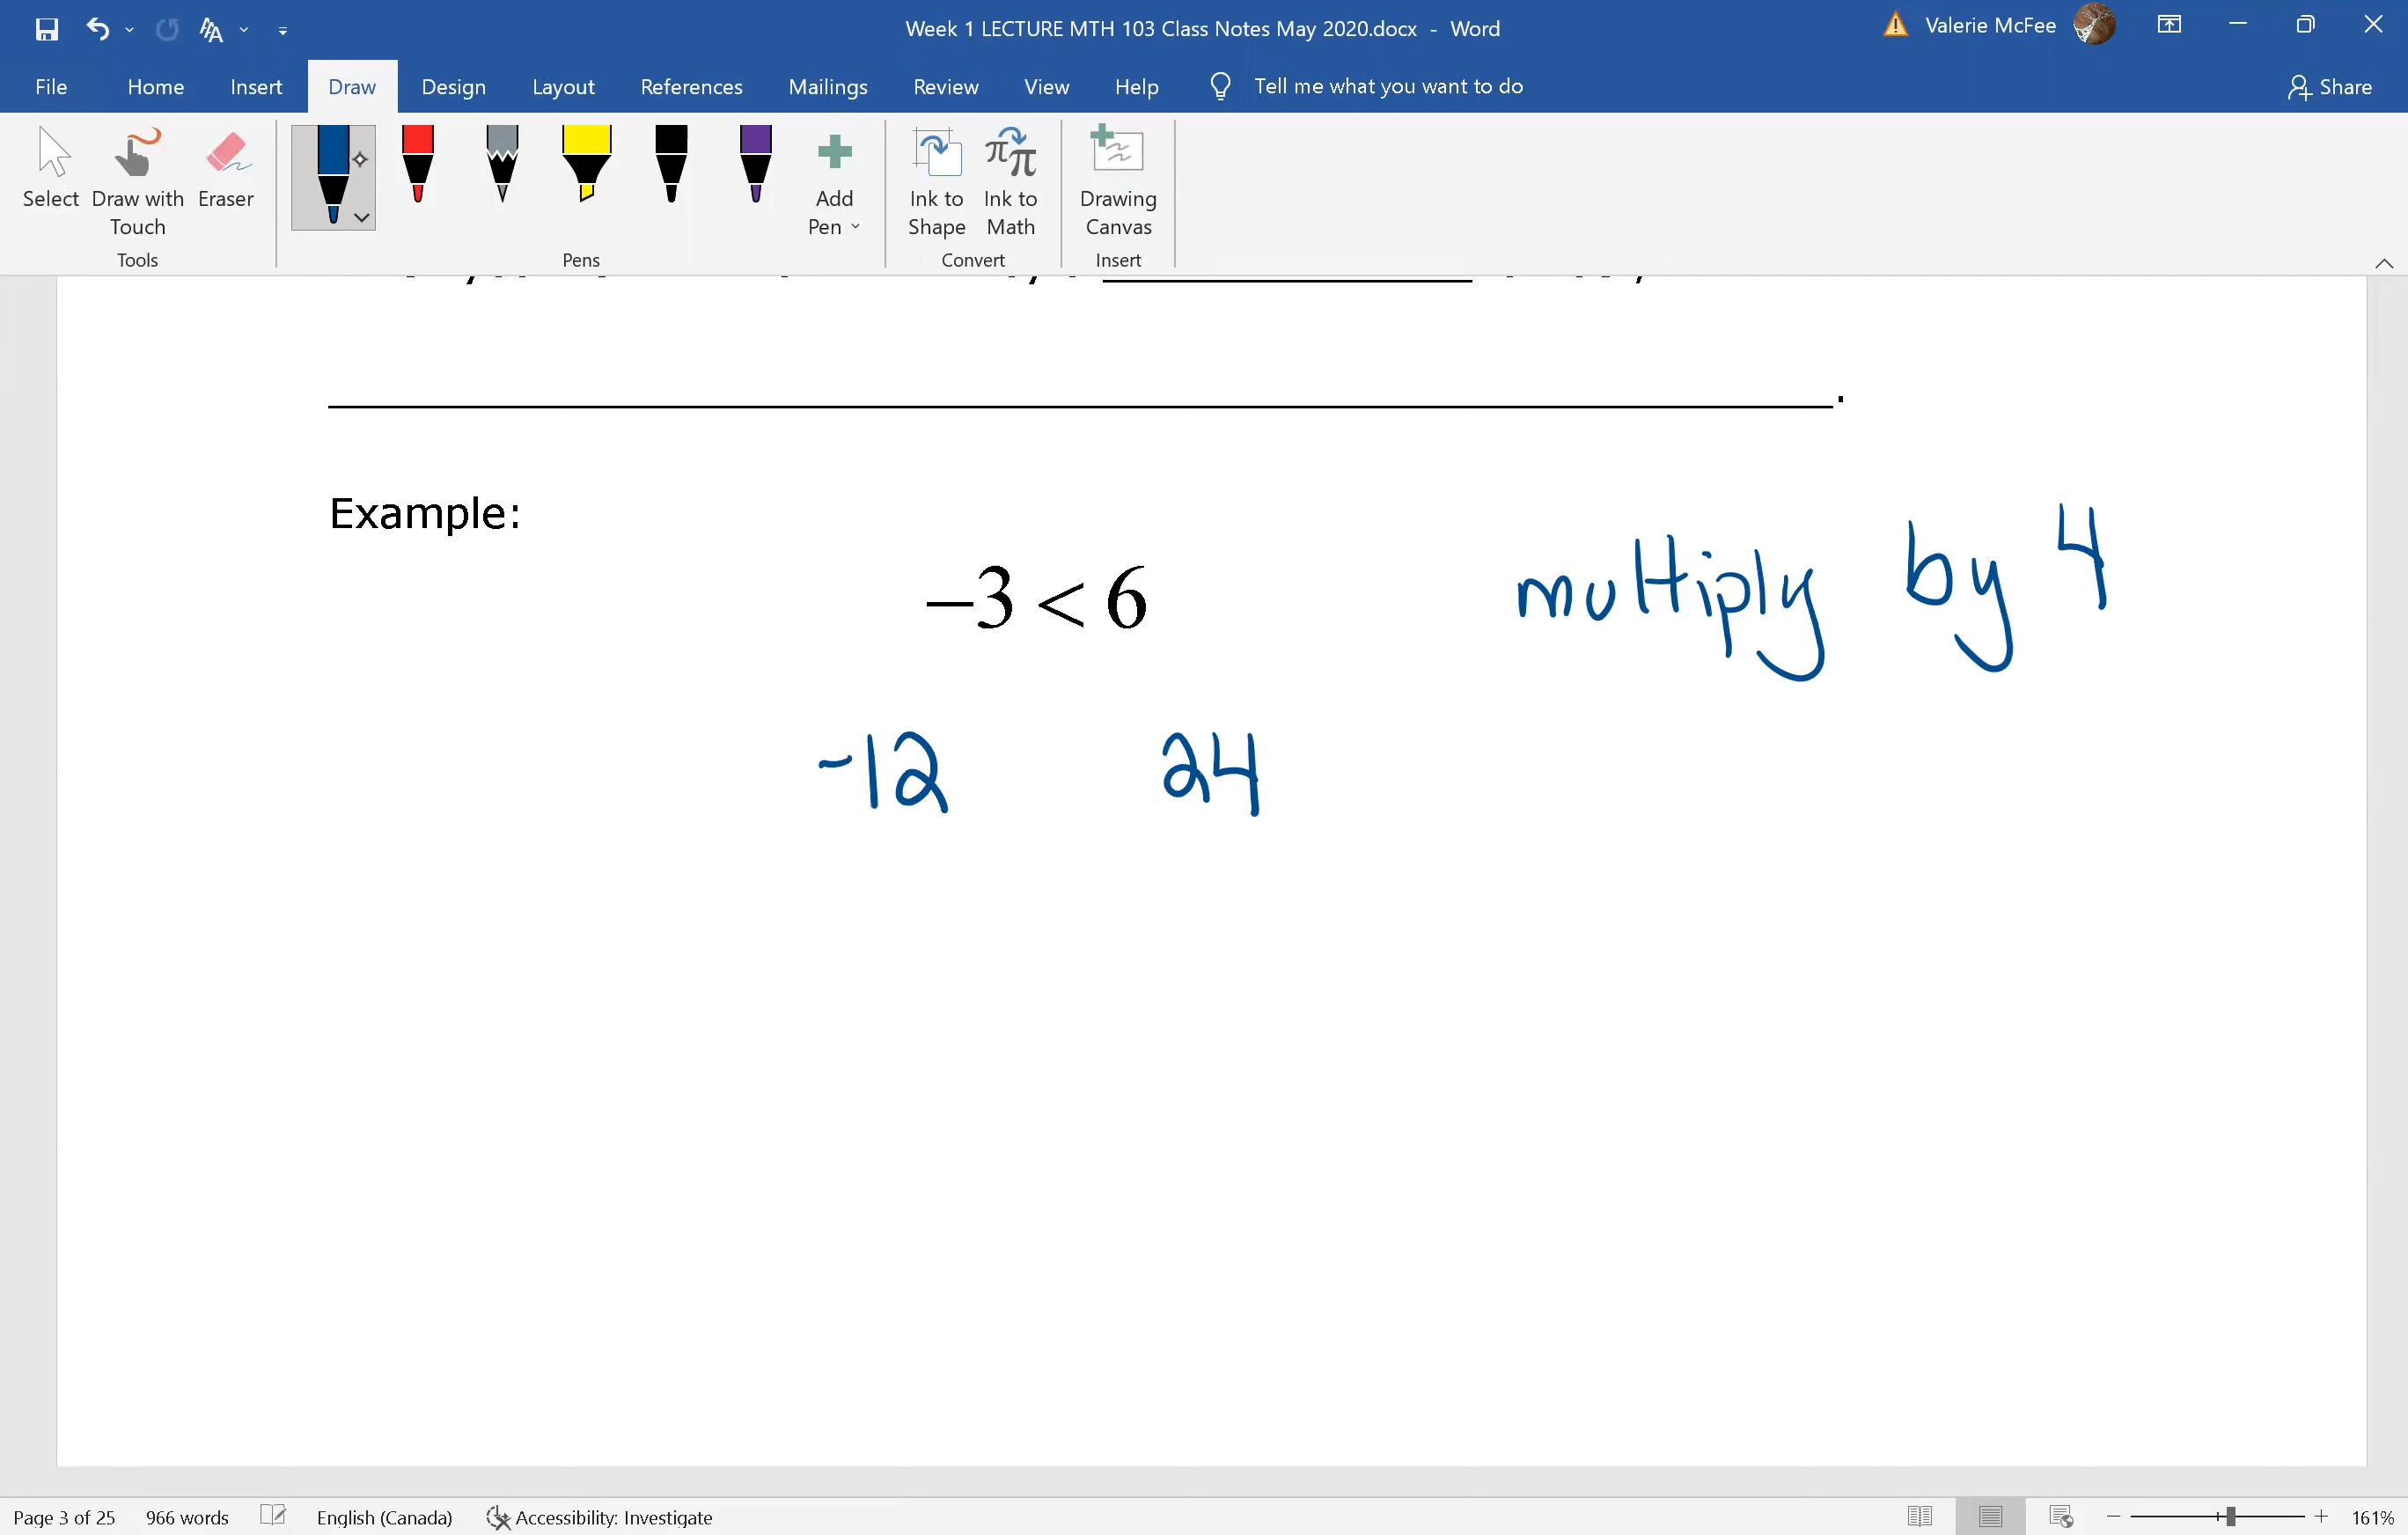 Week 1 LECTURE MTH 103 Class Notes May 2020.docx - Word
Valerie McFee
File Home Insert Draw Design Layout References Mailings Review View Help Tell me what you want to do Share
Select Draw with Touch Eraser
Add Pen
Ink to Shape Ink to Math
Drawing Canvas
Tools Pens Convert Insert
Example:
−3 < 6 multiply by 4
-12 24
Page 3 of 25 966 words English (Canada) Accessibility: Investigate 161%